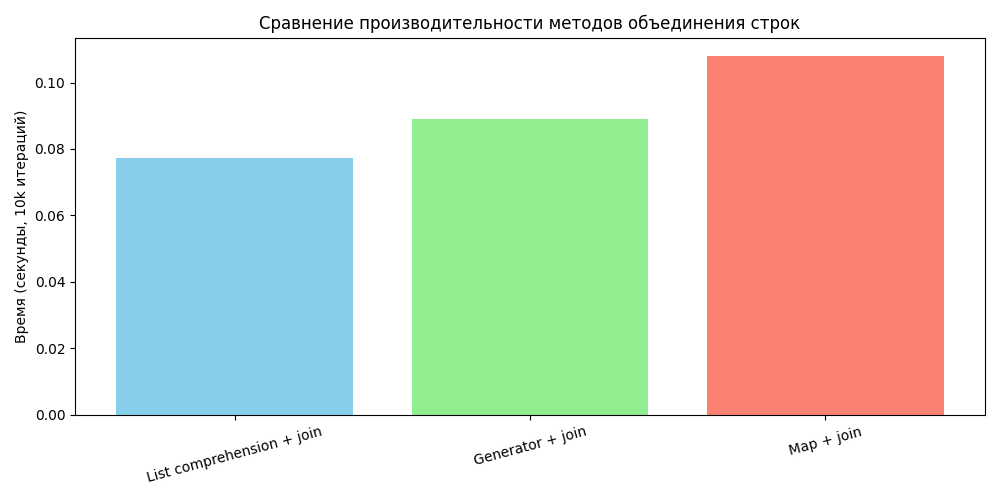 Сравнение производительности методов объединения строк
Время (секунды, 10k итераций)
0.10
0.08
0.06
0.04
0.02
0.00
List comprehension + join
Generator + join
Map + join